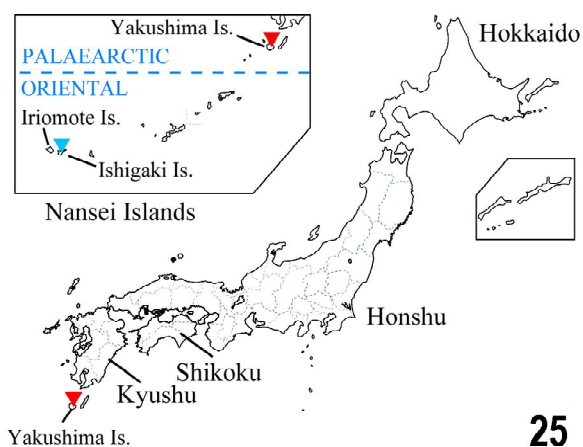 Yakushima Is.
PALAEARCTIC
ORIENTAL
Iriomote Is.
Ishigaki Is.
Nansei Islands
Hokkaido
Honshu
Shikoku
Kyushu
Yakushima Is.
25